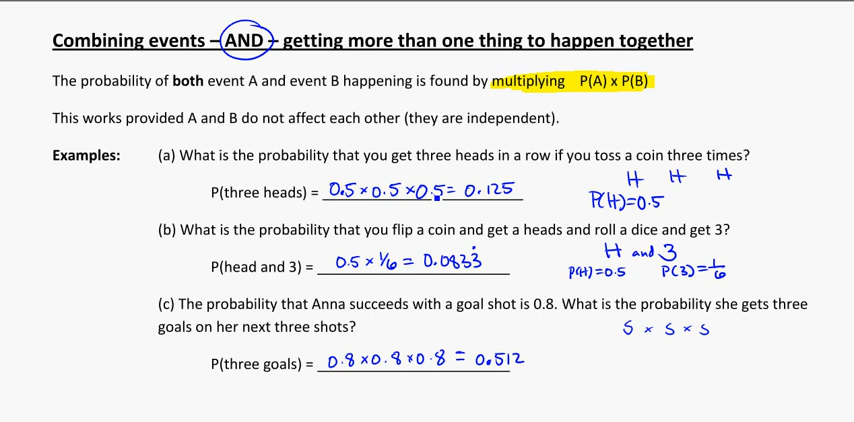 Combining events – AND – getting more than one thing to happen together
The probability of both event A and event B happening is found by multiplying P(A) x P(B)
This works provided A and B do not affect each other (they are independent).
Examples: (a) What is the probability that you get three heads in a row if you toss a coin three times?
H H H
P(three heads) = 0.5 × 0.5 × 0.5 = 0.125
P(H)=0.5
(b) What is the probability you flip a coin and get a heads and roll a dice and get 3?
H and 3
P(head and 3) = 0.5 × 1/6 = 0.0833̇
P(H)=0.5 P(3)=1/6
(c) The probability that Anna succeeds with a goal shot is 0.8. What is the probability she gets three
goals on her next three shots?
S × S × S
P(three goals) = 0.8 × 0.8 × 0.8 = 0.512